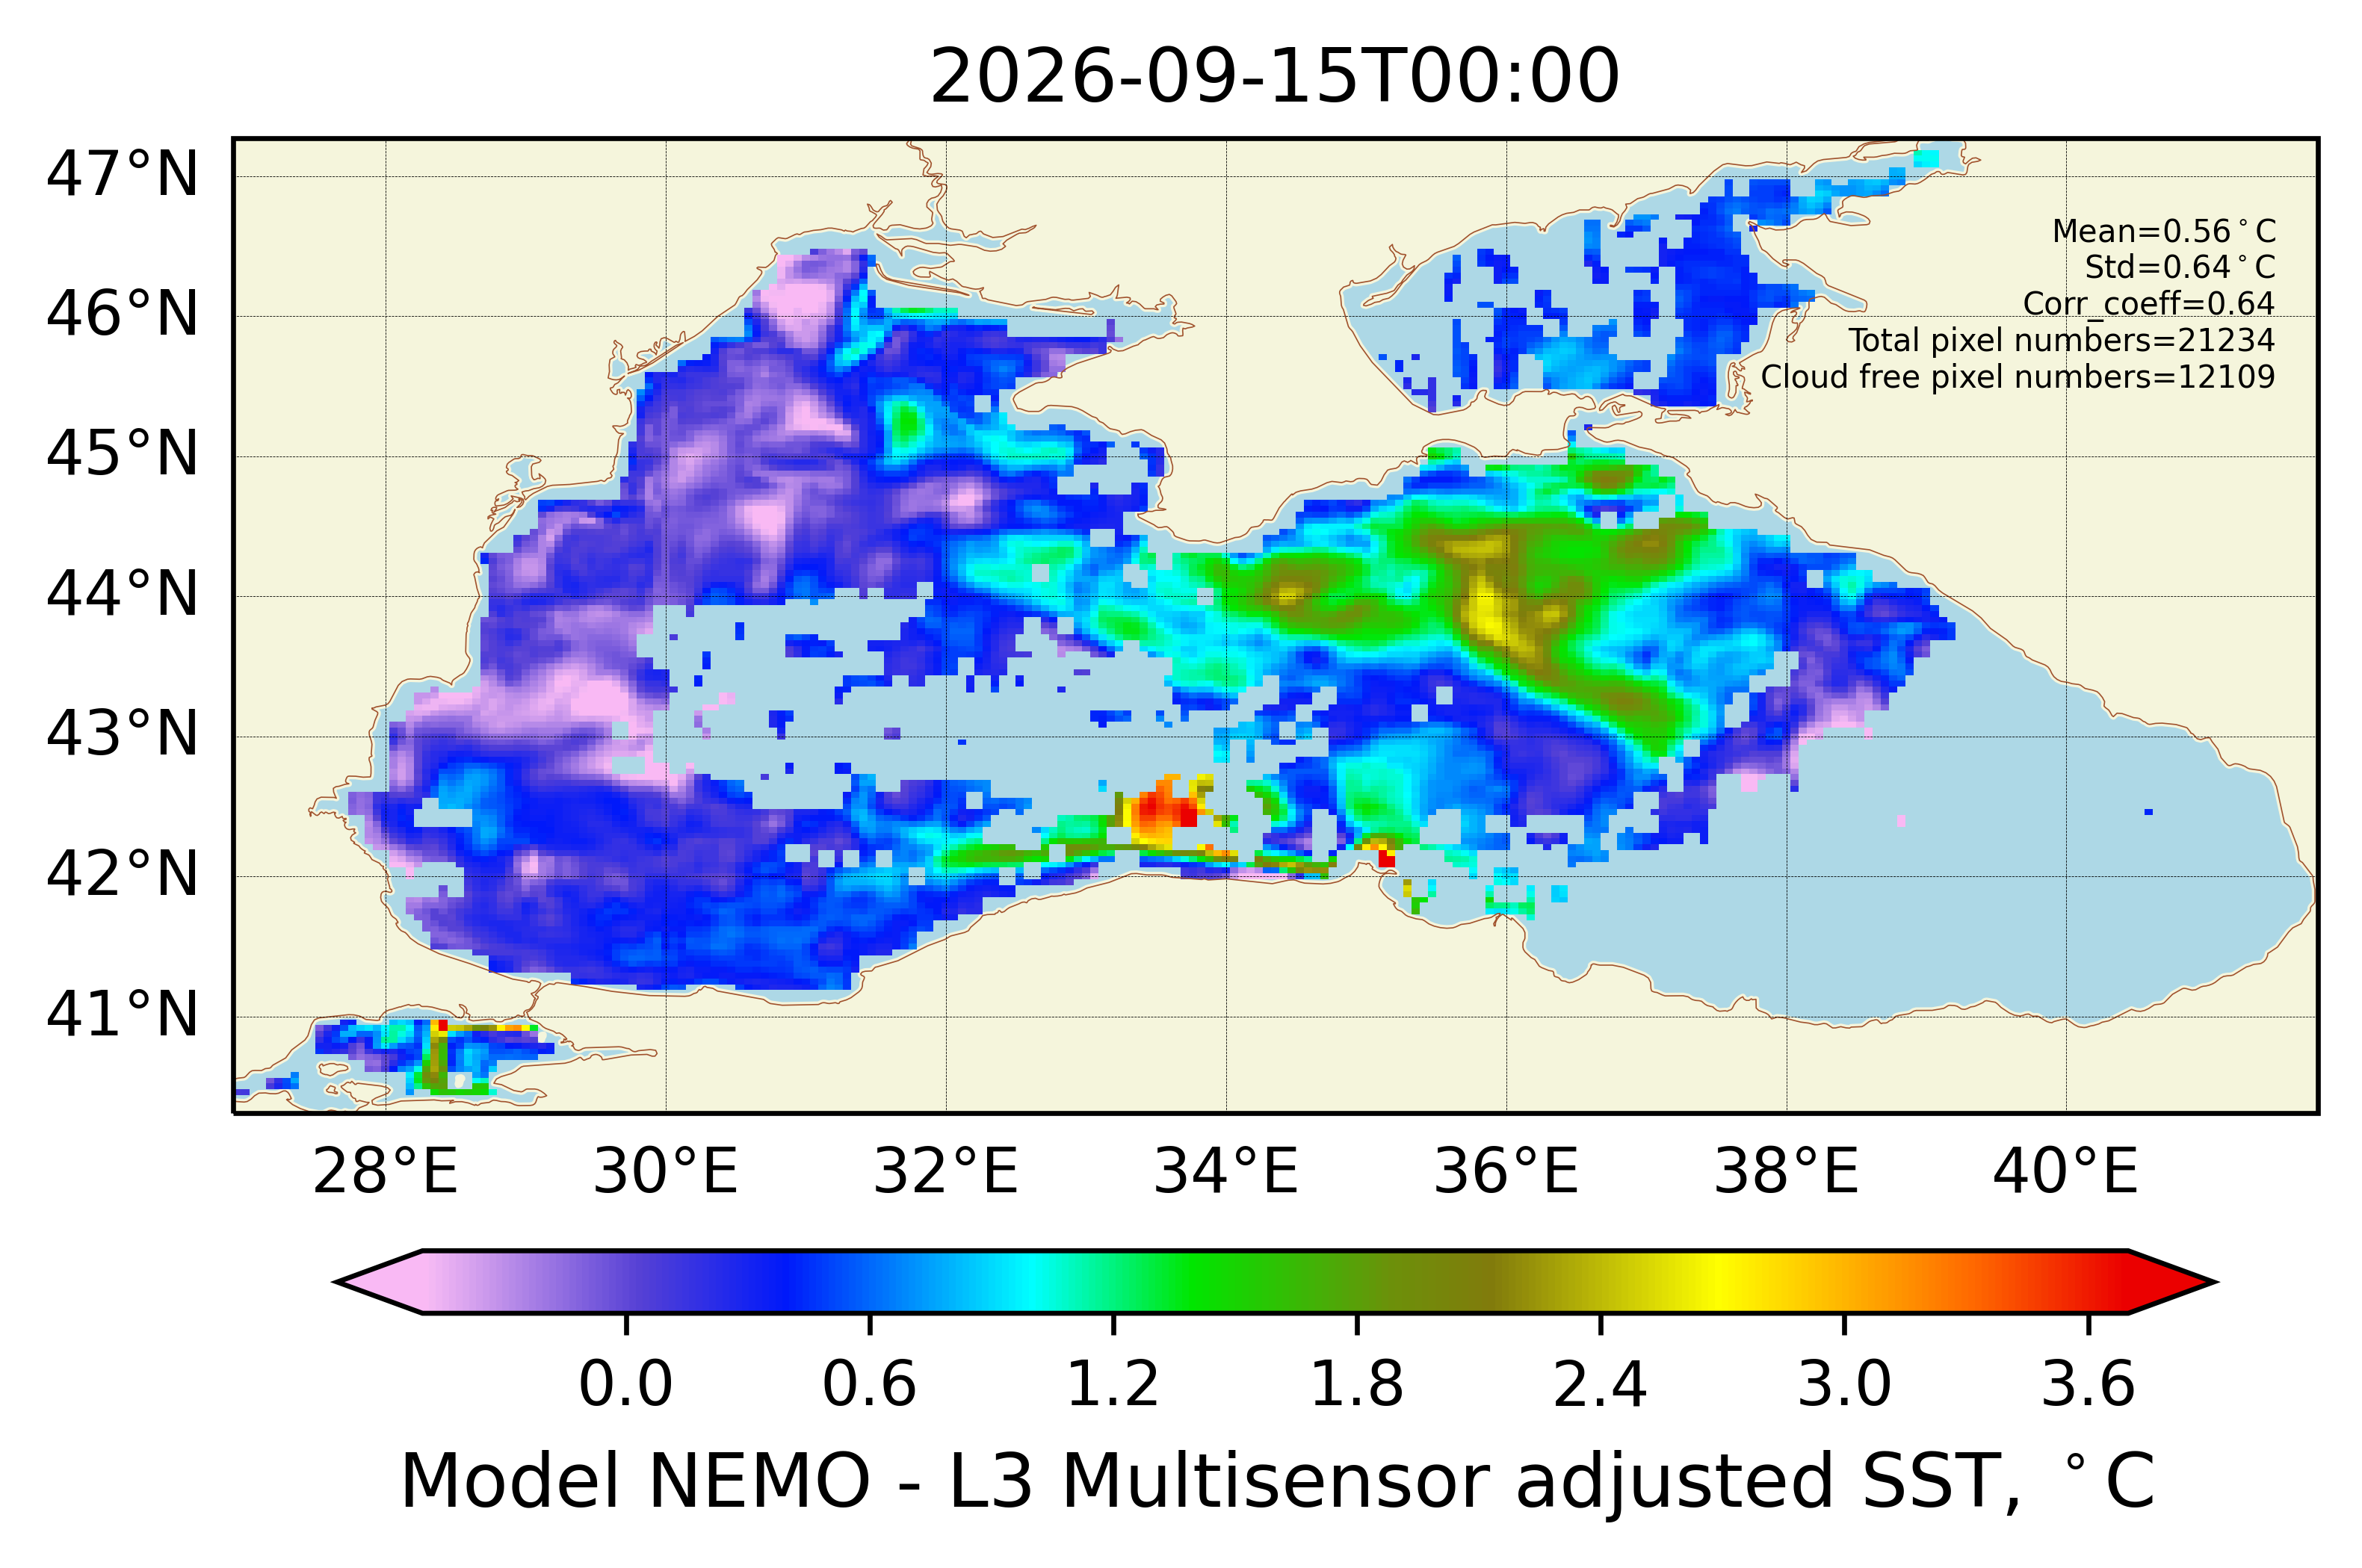 2026-09-15T00:00
47°N
46°N
45°N
44°N
43°N
42°N
41°N
Mean=0.56°C
Std=0.64°C
Corr_coeff=0.64
Total pixel numbers=21234
Cloud free pixel numbers=12109
28°E 30°E 32°E 34°E 36°E 38°E 40°E
0.0 0.6 1.2 1.8 2.4 3.0 3.6
Model NEMO - L3 Multisensor adjusted SST, °C